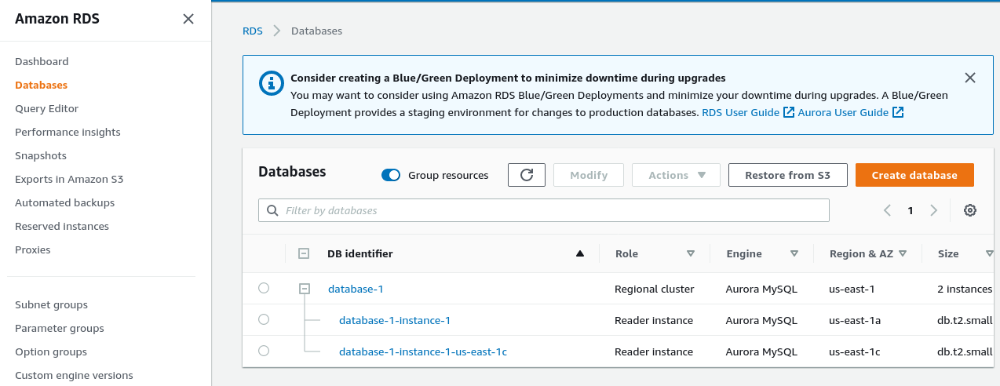 Amazon RDS
Dashboard
Databases
Query Editor
Performance insights
Snapshots
Exports in Amazon S3
Automated backups
Reserved instances
Proxies
Subnet groups
Parameter groups
Option groups
Custom engine versions
RDS > Databases
Consider creating a Blue/Green Deployment to minimize downtime during upgrades
You may want to consider using Amazon RDS Blue/Green Deployments and minimize your downtime during upgrades. A Blue/Green
Deployment provides a staging environment for changes to production databases. RDS User Guide Aurora User Guide
Databases Group resources Modify Actions Restore from S3 Create database
Filter by databases 1
DB identifier Role Engine Region & AZ Size
database-1 Regional cluster Aurora MySQL us-east-1 2 instances
database-1-instance-1 Reader instance Aurora MySQL us-east-1a db.t2.small
database-1-instance-1-us-east-1c Reader instance Aurora MySQL us-east-1c db.t2.small